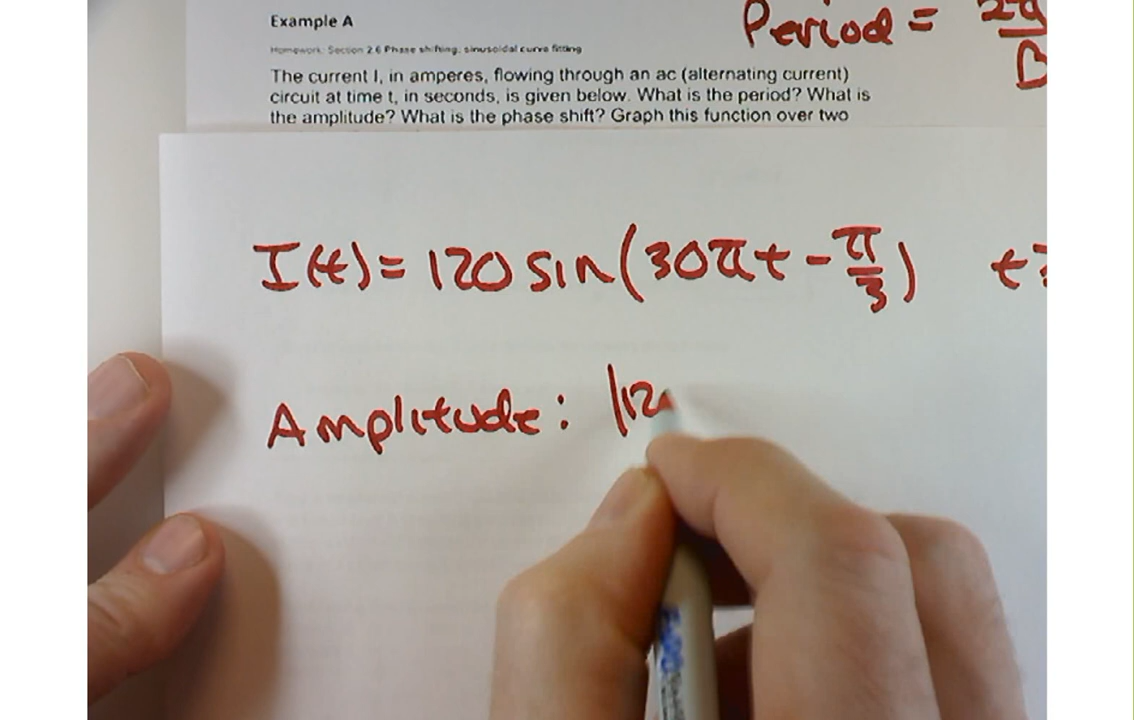 Example A
Period = 2π/B
Homework: Section 2.6 Phase shifting; sinusoidal curve fitting
The current I, in amperes, flowing through an ac (alternating current)
circuit at time t, in seconds, is given below. What is the period? What is
the amplitude? What is the phase shift? Graph this function over two
I(t) = 120 sin(30πt - π/3) t
Amplitude: |12